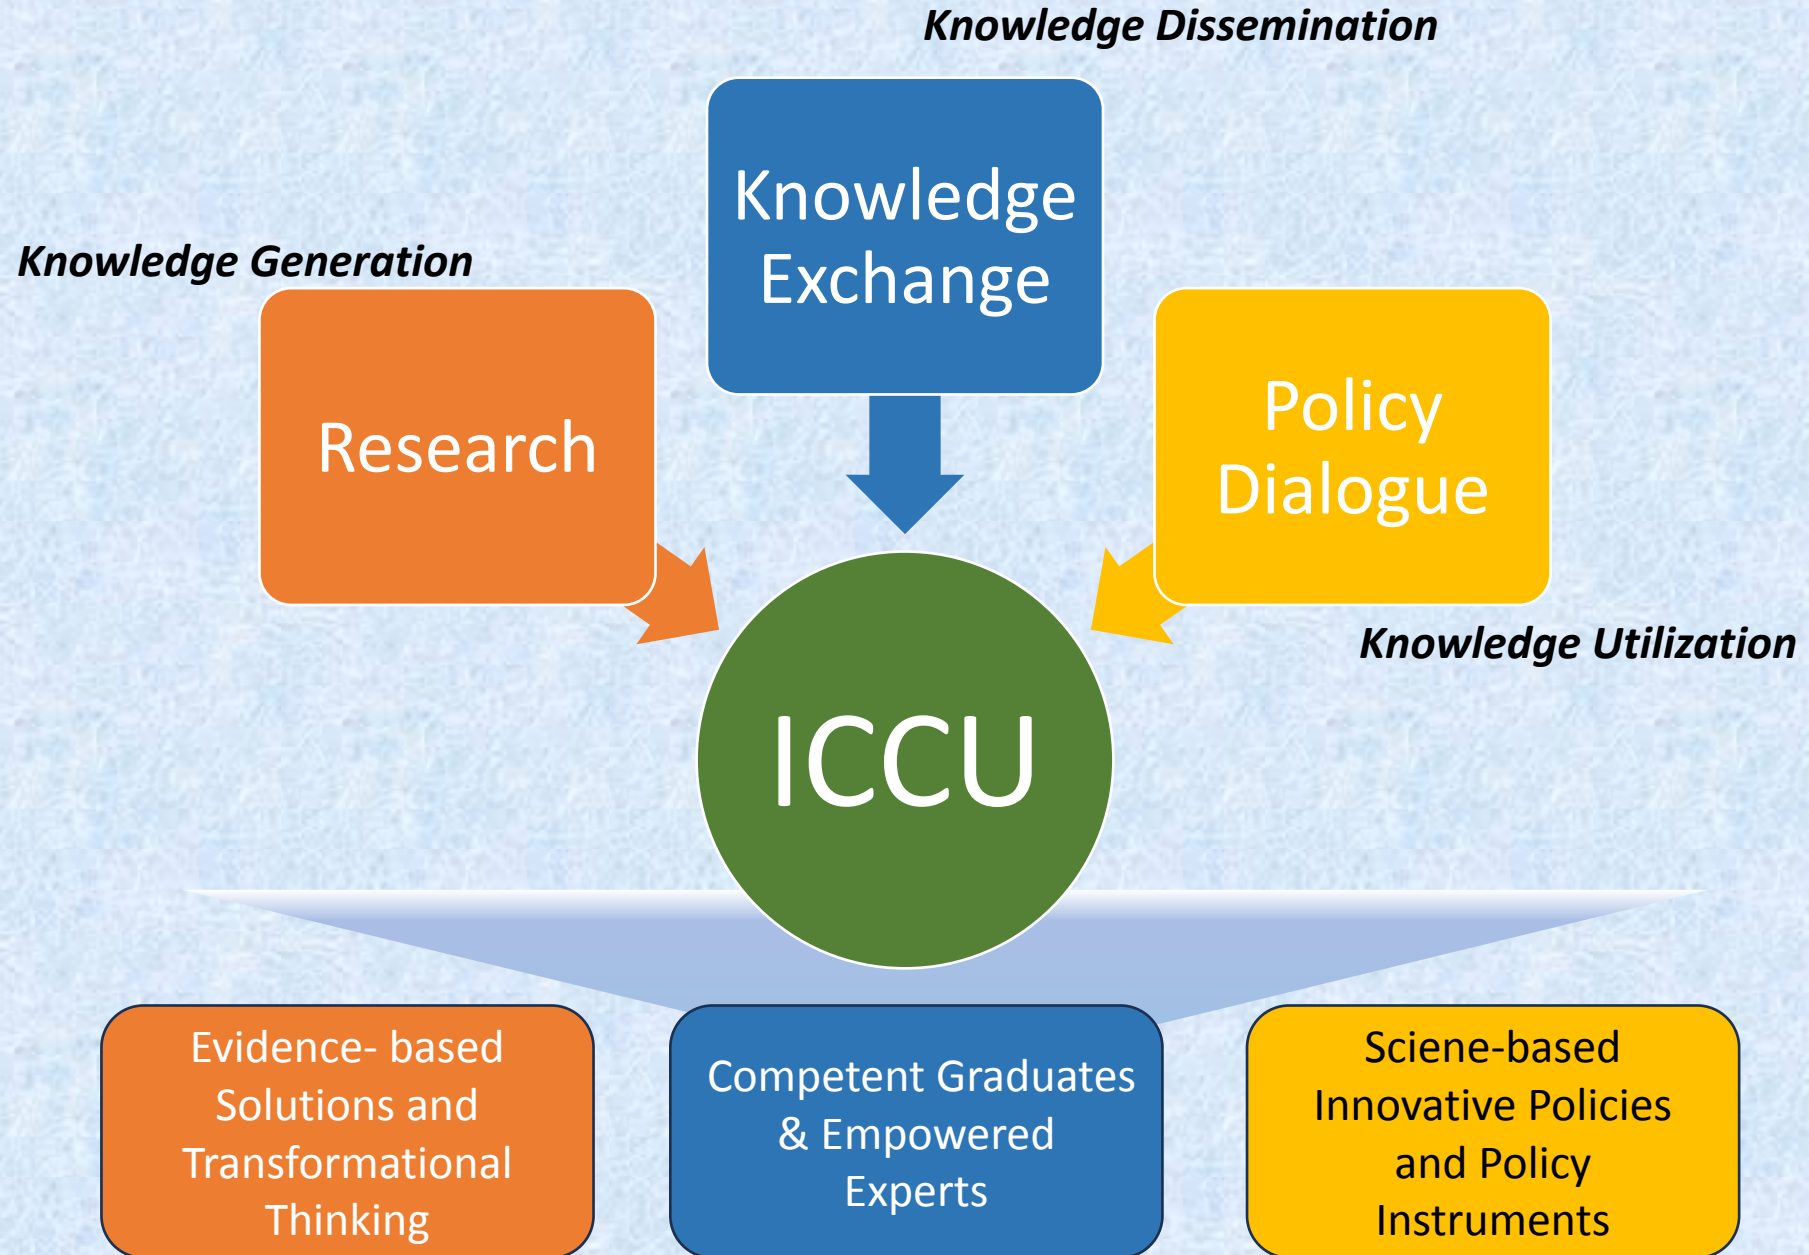 Knowledge Dissemination
Knowledge
Exchange
Knowledge Generation
Research
Policy
Dialogue
Knowledge Utilization
ICCU
Evidence- based
Solutions and
Transformational
Thinking
Competent Graduates
& Empowered
Experts
Sciene-based
Innovative Policies
and Policy
Instruments